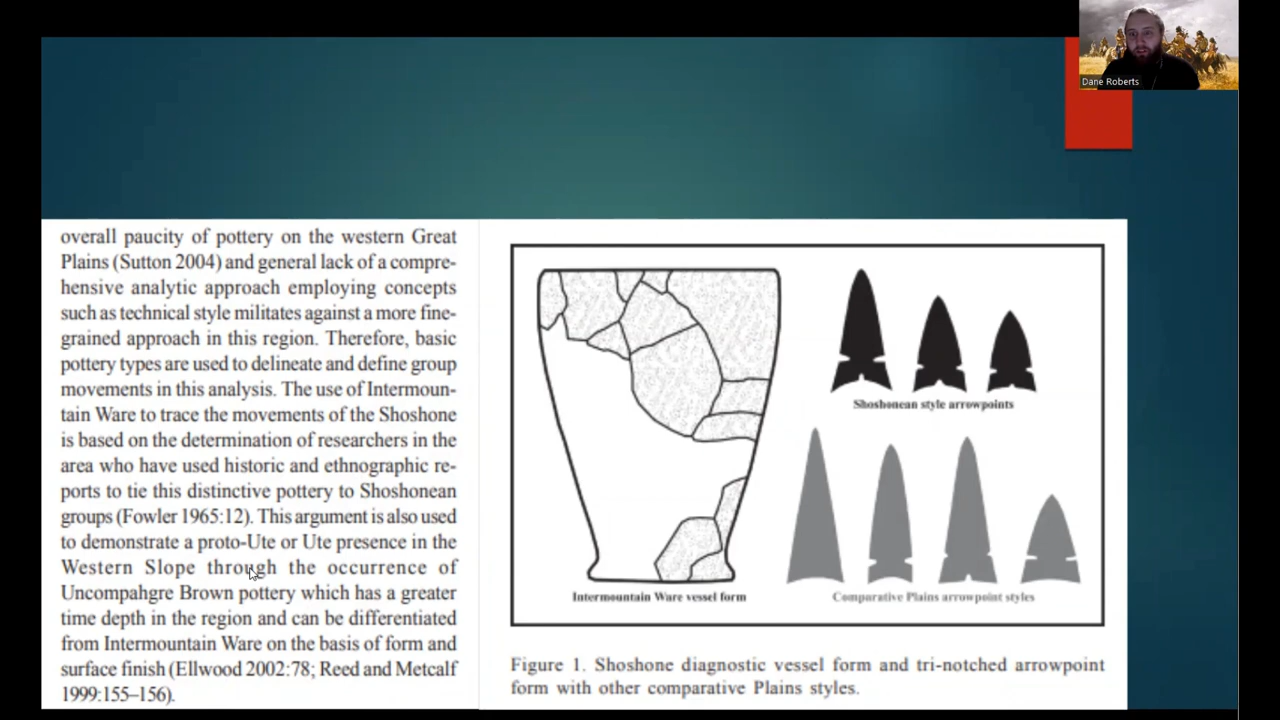 Dane Roberts
overall paucity of pottery on the western Great
Plains (Sutton 2004) and general lack of a compre-
hensive analytic approach employing concepts
such as technical style militates against a more fine-
grained approach in this region. Therefore, basic
pottery types are used to delineate and define group
movements in this analysis. The use of Intermoun-
tain Ware to trace the movements of the Shoshone
is based on the determination of researchers in the
area who have used historic and ethnographic re-
ports to tie this distinctive pottery to Shoshonean
groups (Fowler 1965:12). This argument is also used
to demonstrate a proto-Ute or Ute presence in the
Western Slope through the occurrence of
Uncompahgre Brown pottery which has a greater
time depth in the region and can be differentiated
from Intermountain Ware on the basis of form and
surface finish (Ellwood 2002:78; Reed and Metcalf
1999:155–156).
Shoshonean style arrowpoints
Intermountain Ware vessel form
Comparative Plains arrowpoint styles
Figure 1. Shoshone diagnostic vessel form and tri-notched arrowpoint
form with other comparative Plains styles.